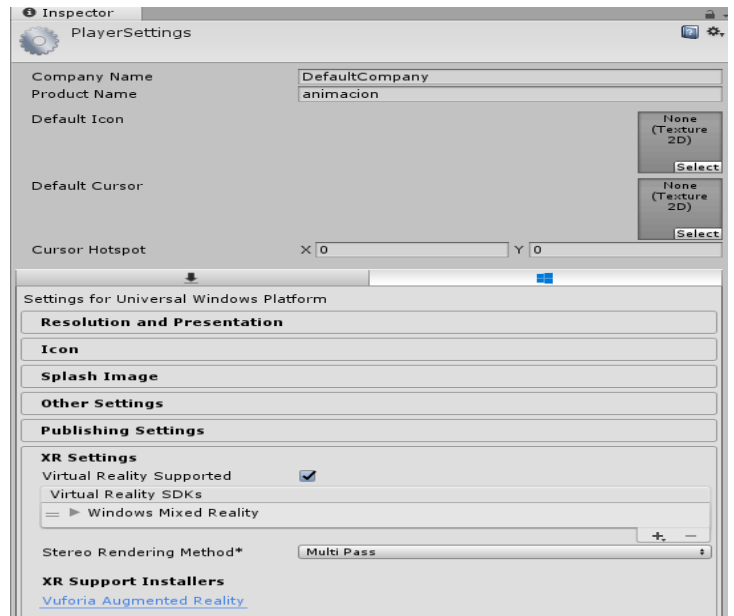 Inspector
PlayerSettings
Company Name DefaultCompany
Product Name animacion
Default Icon
None
(Texture
2D)
Select
Default Cursor
None
(Texture
2D)
Select
Cursor Hotspot X 0 Y 0
Settings for Universal Windows Platform
Resolution and Presentation
Icon
Splash Image
Other Settings
Publishing Settings
XR Settings
Virtual Reality Supported
Virtual Reality SDKs
Windows Mixed Reality
Stereo Rendering Method* Multi Pass
XR Support Installers
Vuforia Augmented Reality